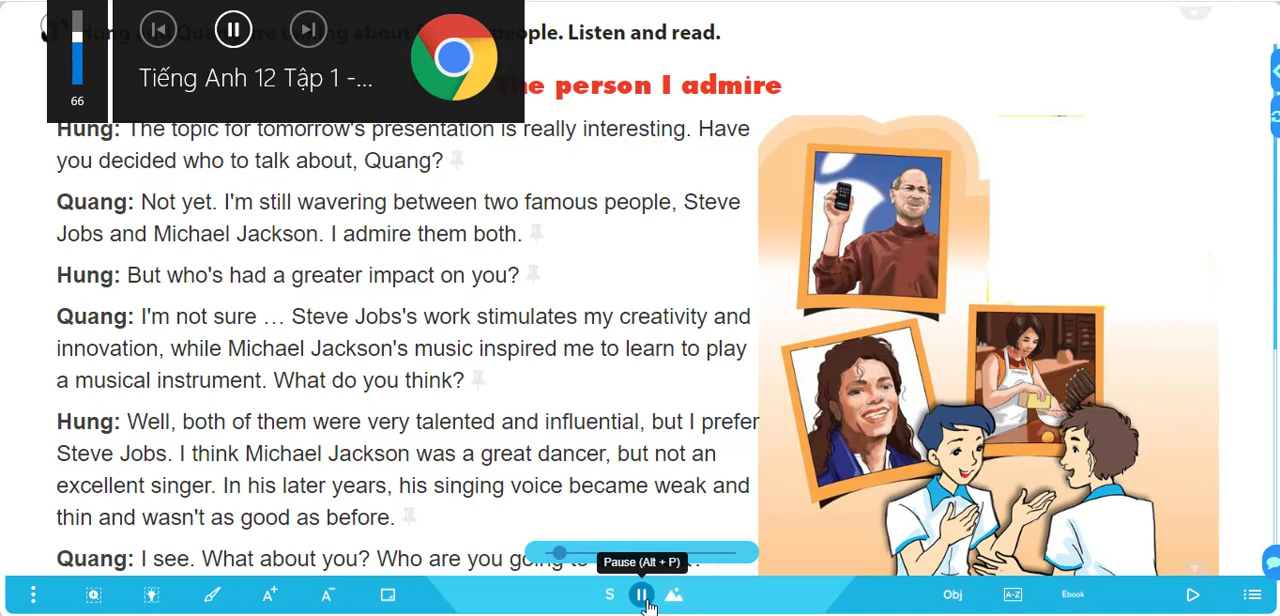 people. Listen and read.
Tiếng Anh 12 Tập 1 -...
66
The person I admire
Hung: The topic for tomorrow's presentation is really interesting. Have
you decided who to talk about, Quang?
Quang: Not yet. I'm still wavering between two famous people, Steve
Jobs and Michael Jackson. I admire them both.
Hung: But who's had a greater impact on you?
Quang: I'm not sure … Steve Jobs's work stimulates my creativity and
innovation, while Michael Jackson's music inspired me to learn to play
a musical instrument. What do you think?
Hung: Well, both of them were very talented and influential, but I prefer
Steve Jobs. I think Michael Jackson was a great dancer, but not an
excellent singer. In his later years, his singing voice became weak and
thin and wasn't as good as before.
Quang: I see. What about you? Who are you going to
Pause (Alt + P)
A+
A-
S
Obj
A-Z
Ebook